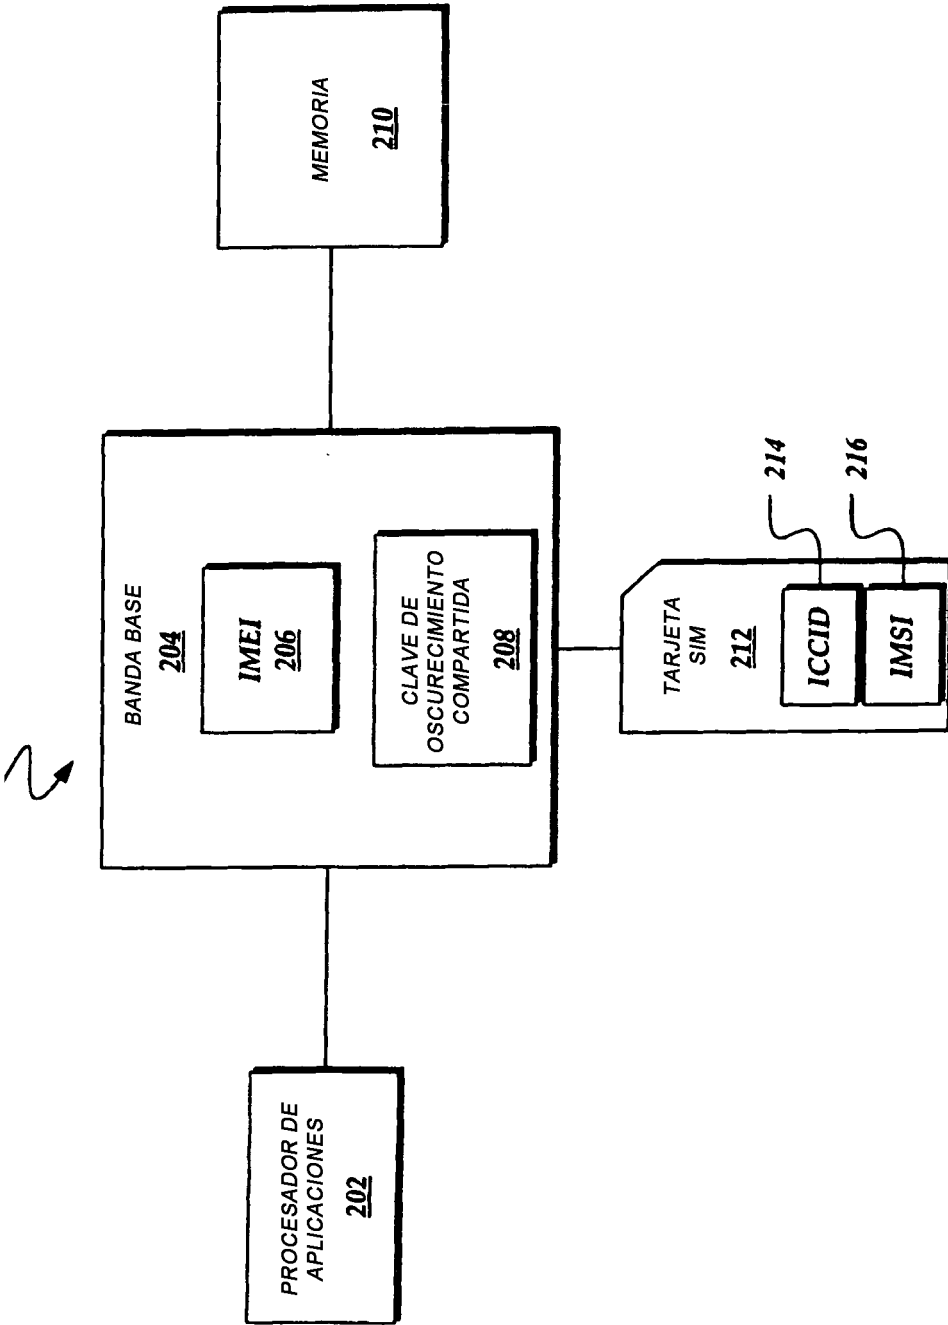 PROCESADOR DE
APLICACIONES
202
BANDA BASE
204
IMEI
206
CLAVE DE
OSCURECIMIENTO
COMPARTIDA
208
MEMORIA
210
TARJETA
SIM
212
ICCID
214
IMSI
216